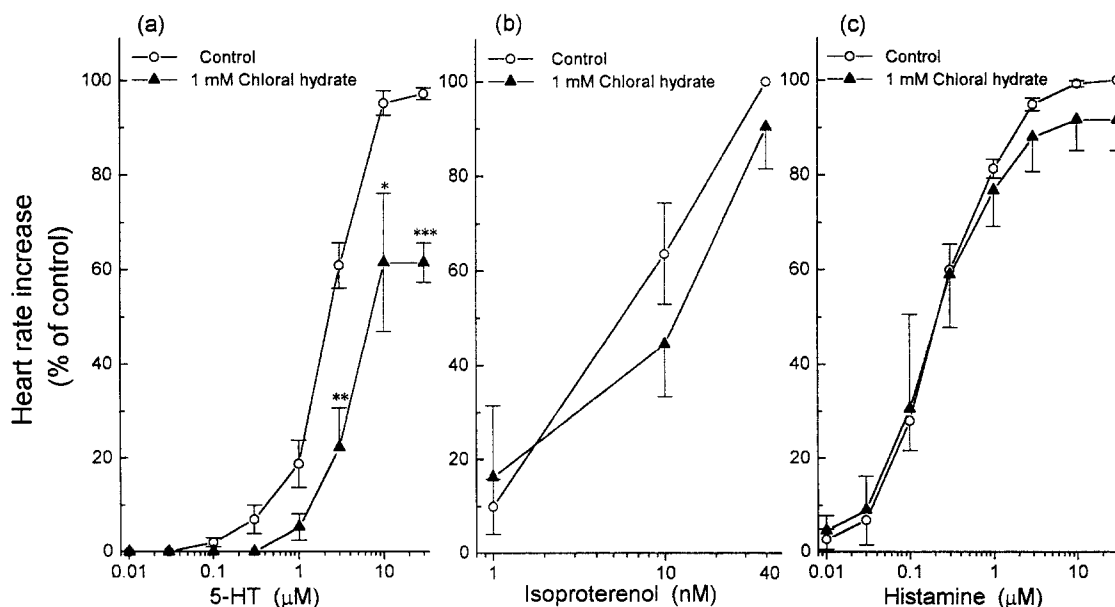 (a)
Control
1 mM Chloral hydrate
(b)
Control
1 mM Chloral hydrate
(c)
Control
1 mM Chloral hydrate
Heart rate increase
(% of control)
100
80
60
40
20
0
*
***
**
0.01 0.1 1 10
5-HT (μM)
100
80
60
40
20
0
1 10 40
Isoproterenol (nM)
100
80
60
40
20
0
0.01 0.1 1 10
Histamine (μM)